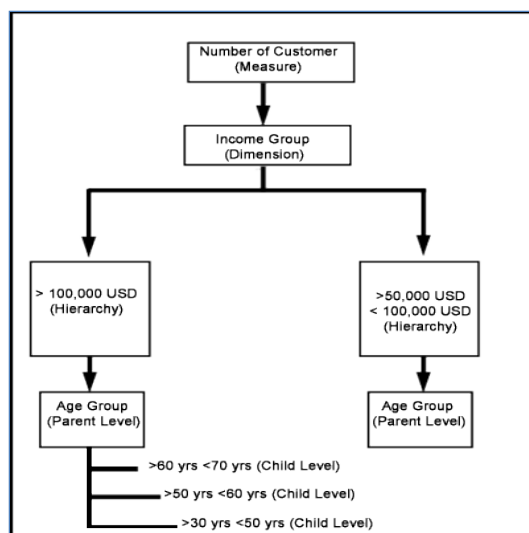 Number of Customer
(Measure)
Income Group
(Dimension)
> 100,000 USD
(Hierarchy)
>50,000 USD
< 100,000 USD
(Hierarchy)
Age Group
(Parent Level)
Age Group
(Parent Level)
>60 yrs <70 yrs (Child Level)
>50 yrs <60 yrs (Child Level)
>30 yrs <50 yrs (Child Level)